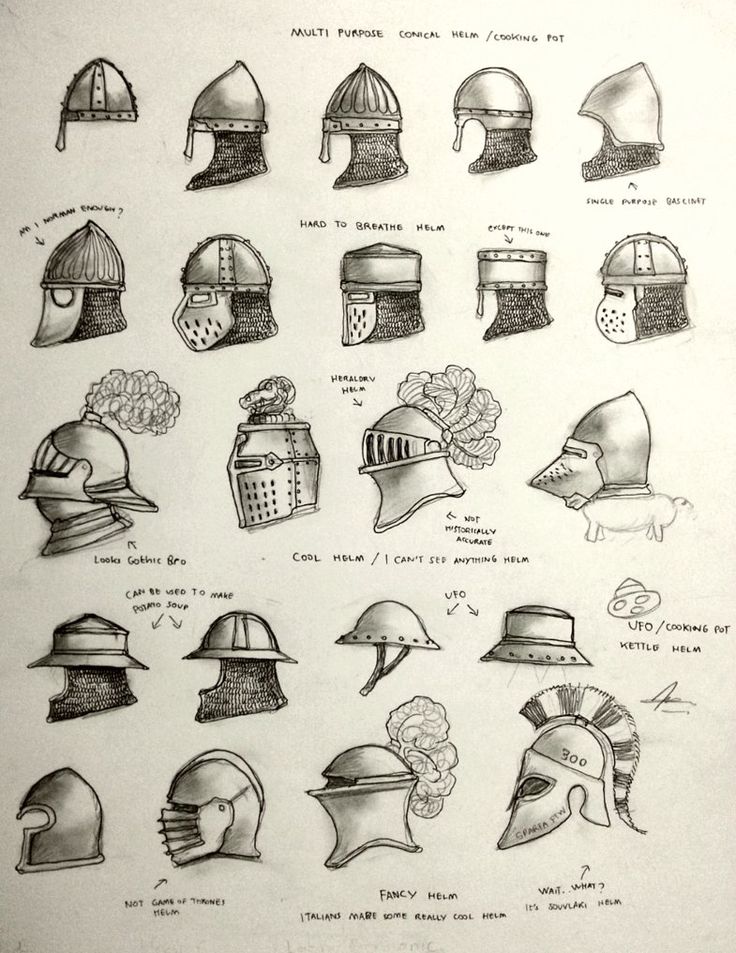 MULTI PURPOSE CONICAL HELM / COOKING POT
SINGLE PURPOSE BASCINET
AM I NORMAN ENOUGH?
HARD TO BREATHE HELM
EXCEPT THIS ONE
HERALDRY
HELM
NOT
HISTORICALLY
ACCURATE
Looks Gothic Bro
COOL HELM / I CAN'T SEE ANYTHING HELM
CAN BE USED TO MAKE
POTATO SOUP
UFO
UFO/COOKING POT
KETTLE HELM
300
SPARTA FTW
NOT GAME OF THRONES
HELM
FANCY HELM
ITALIANS MAKE SOME REALLY COOL HELM
WAIT..WHAT?
IT'S SOUVLAKI HELM